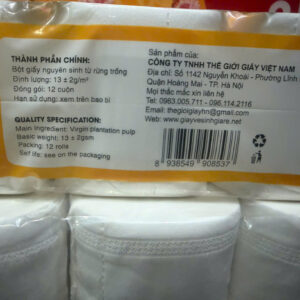 THÀNH PHẦN CHÍNH:
Bột giấy nguyên sinh từ rừng trồng
Định lượng: 13 ± 2g/m²
Đóng gói: 12 cuộn
Hạn sử dụng: xem trên bao bì
QUALITY SPECIFICATION:
Main ingredient: Virgin plantation pulp
Basic weight: 13 ± 2gsm
Packing: 12 rolls
Self life: see on the packaging
Sản phẩm của:
CÔNG TY TNHH THẾ GIỚI GIẤY VIỆT NAM
Địa chỉ: Số 1142 Nguyễn Khoái - Phường Lĩnh
Quận Hoàng Mai - TP. Hà Nội
Mọi thắc mắc xin liên hệ
Tel: 0963.005.711 - 096.114.2116
Email: thegioigiayhn@gmail.com
Website: www.giayvesinhgiare.net
8 938549 908537